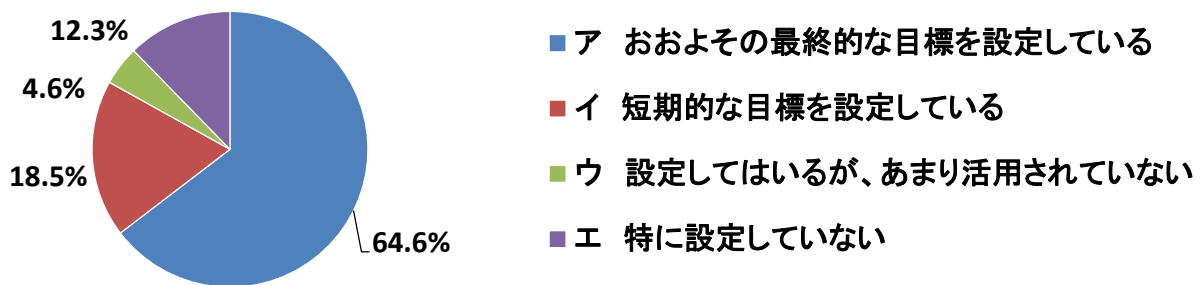 12.3%
4.6%
18.5%
64.6%
ア おおよその最終的な目標を設定している
イ 短期的な目標を設定している
ウ 設定してはいるが、あまり活用されていない
エ 特に設定していない